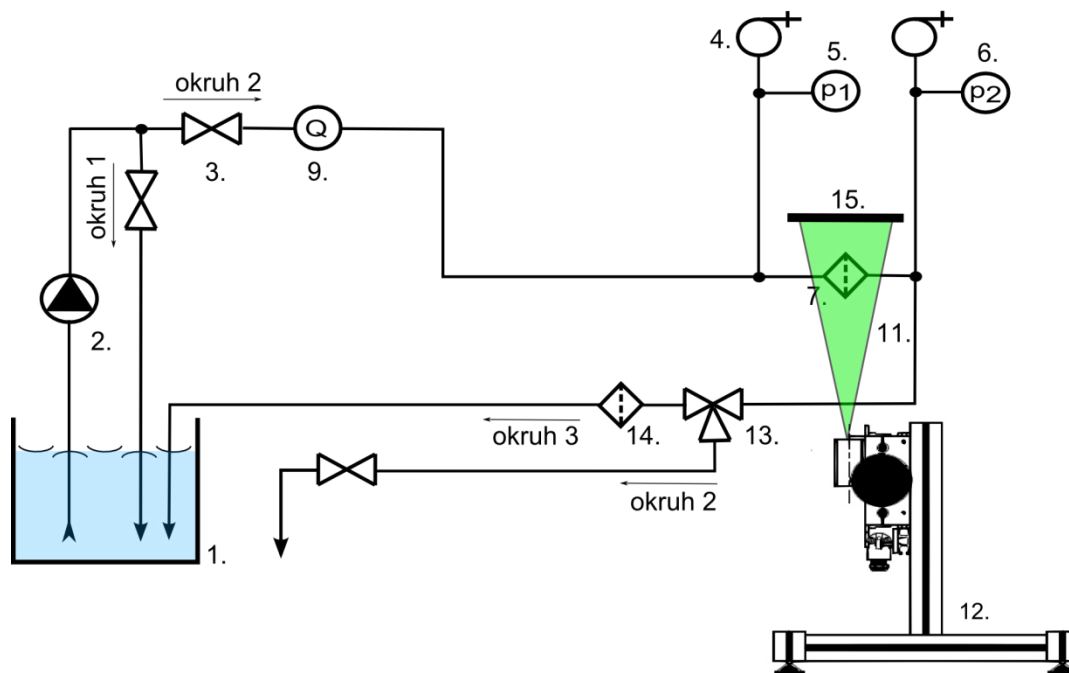 4.
5.
6.
p1
p2
okruh 2
Q
3.
9.
okruh 1
15.
7.
11.
2.
okruh 3
14.
13.
okruh 2
1.
12.